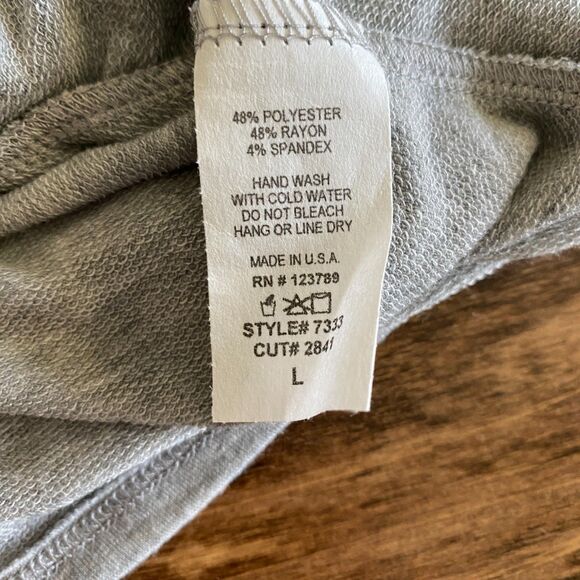 48% POLYESTER
48% RAYON
4% SPANDEX
HAND WASH
WITH COLD WATER
DO NOT BLEACH
HANG OR LINE DRY
MADE IN U.S.A.
RN # 123789
STYLE# 7333
CUT# 2841
L